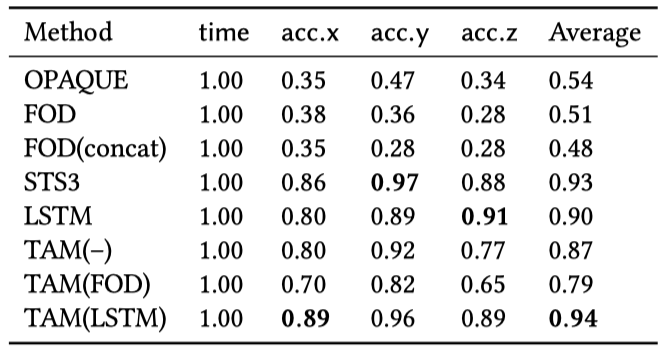 Method time acc.x acc.y acc.z Average
OPAQUE 1.00 0.35 0.47 0.34 0.54
FOD 1.00 0.38 0.36 0.28 0.51
FOD(concat) 1.00 0.35 0.28 0.28 0.48
STS3 1.00 0.86 0.97 0.88 0.93
LSTM 1.00 0.80 0.89 0.91 0.90
TAM(–) 1.00 0.80 0.92 0.77 0.87
TAM(FOD) 1.00 0.70 0.82 0.65 0.79
TAM(LSTM) 1.00 0.89 0.96 0.89 0.94